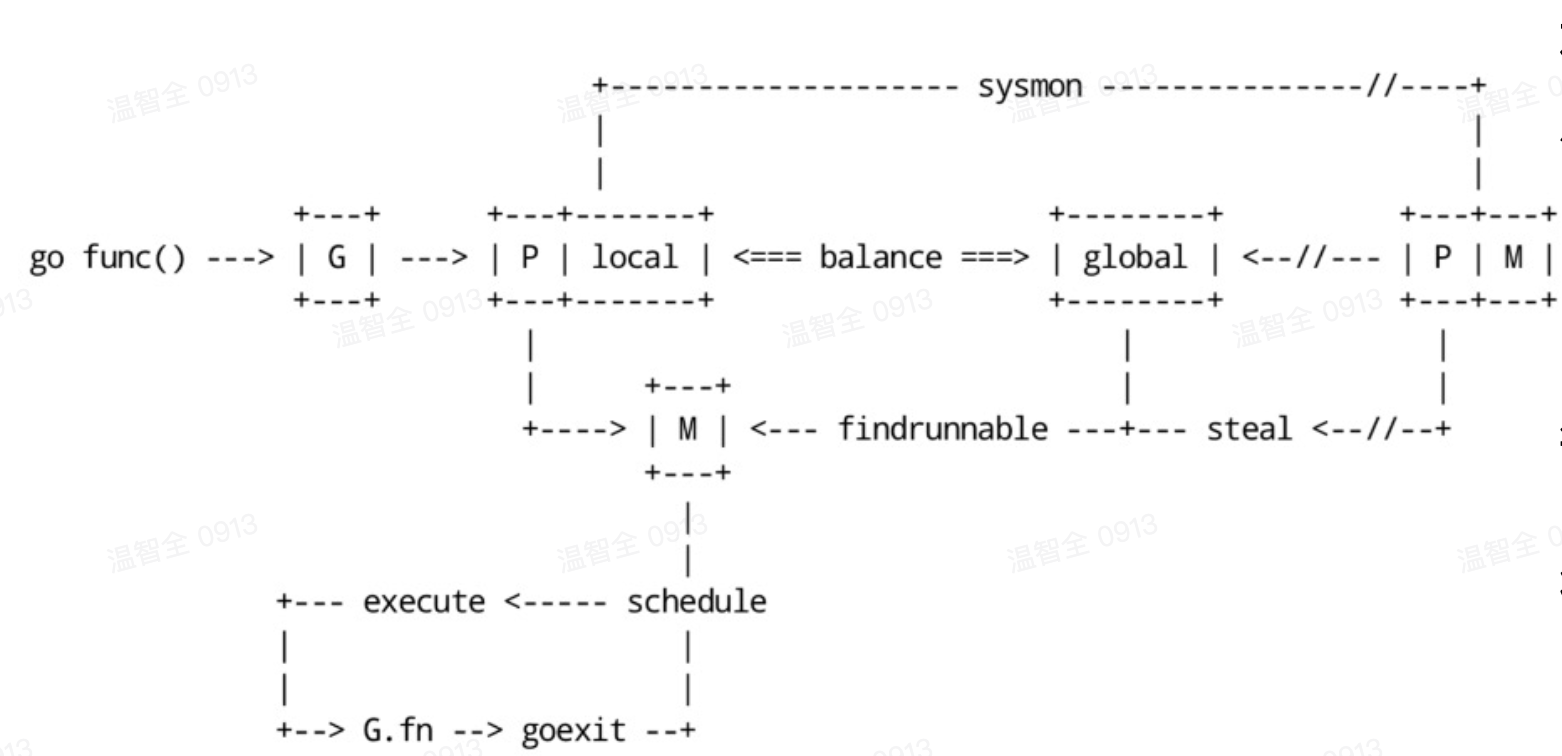 +-------------------- sysmon ---------------//----+
|                                                 |
|                                                 |
+---+      +---+-------+                   +--------+          +---+---+
go func() ---> | G | ---> | P | local | <=== balance ===> | global | <--//--- | P | M |
+---+      +---+-------+                   +--------+          +---+---+
|                                  |                 |
|      +---+                       |                 |
+----> | M | <--- findrunnable ---+--- steal <--//--+
+---+
|
|
+--- execute <----- schedule
|                      |
|                      |
+--> G.fn --> goexit --+
温智全 0913